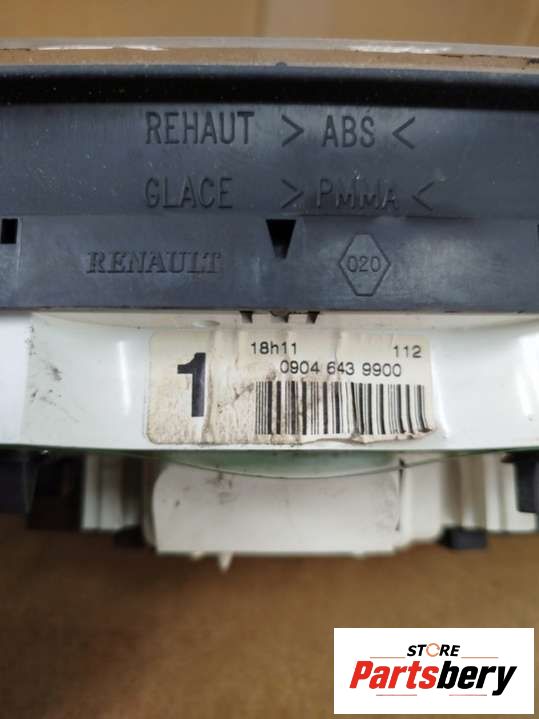 REHAUT > ABS <
GLACE > PMMA <
RENAULT 020
18h11 112
1 0904 643 9900
STORE
Partsbery